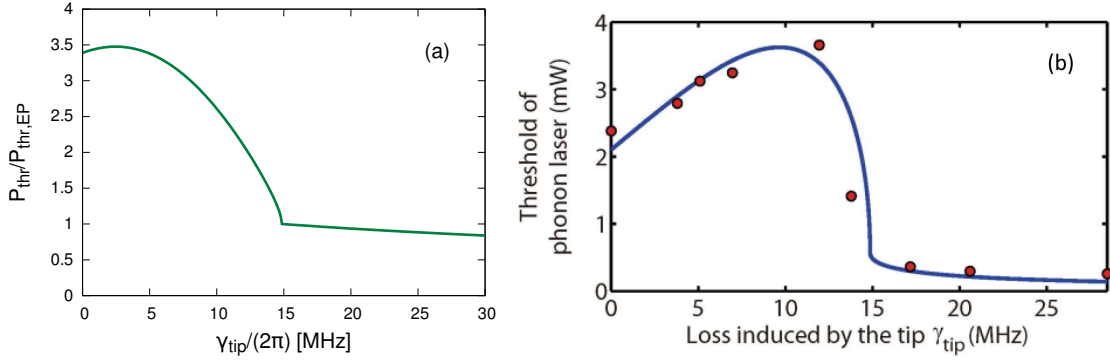 4
3.5
3
2.5
2
1.5
1
0.5
0
0 5 10 15 20 25 30
P_thr/P_thr,EP
γ_tip/(2π) [MHz]
(a)
4
3
2
1
0
0 5 10 15 20 25
Threshold of
phonon laser (mW)
Loss induced by the tip γ_tip (MHz)
(b)